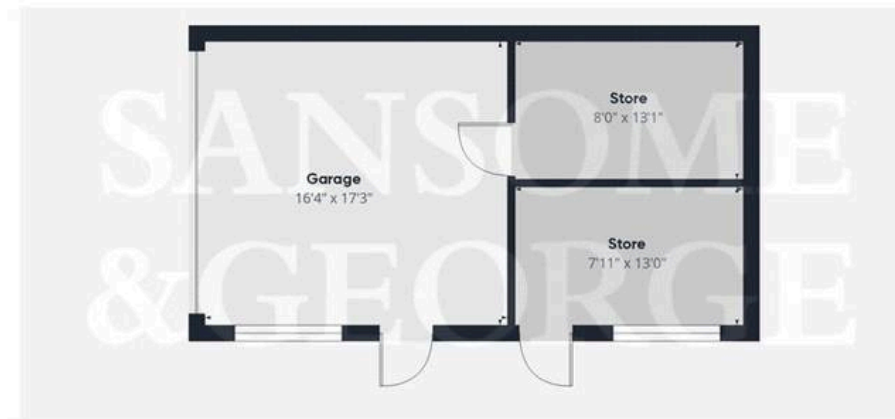 SANSOME
&GEORGE
Garage
16'4" x 17'3"
Store
8'0" x 13'1"
Store
7'11" x 13'0"